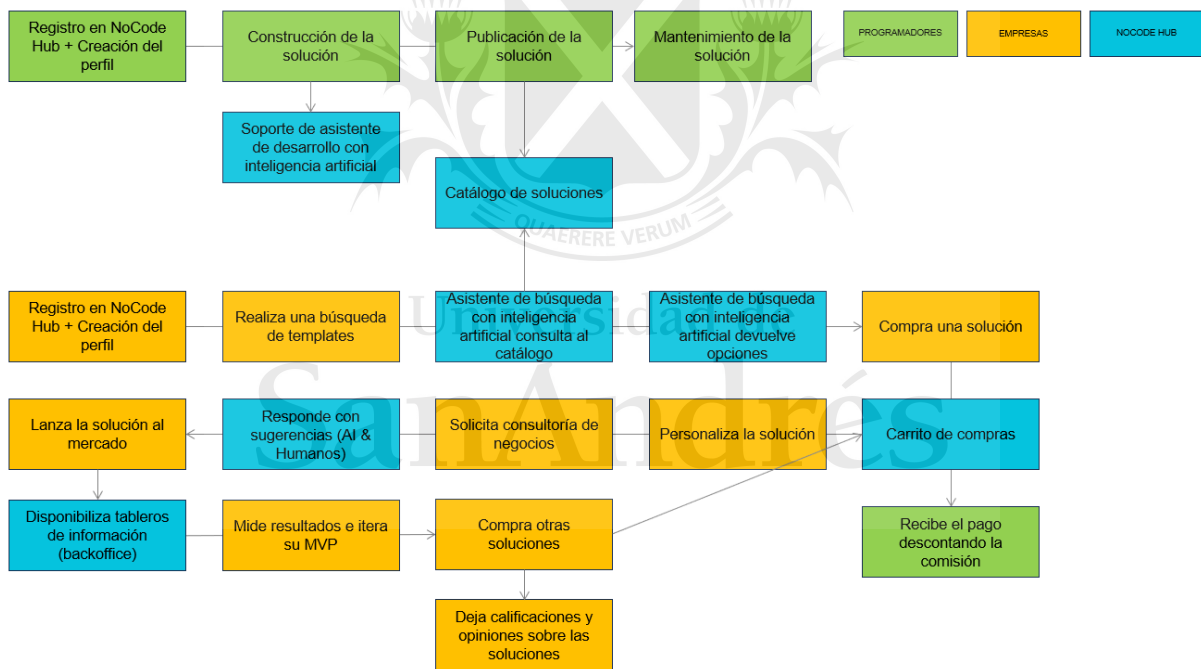 Registro en NoCode
Hub + Creación del
perfil
Construcción de la
solución
Publicación de la
solución
Mantenimiento de la
solución
PROGRAMADORES
EMPRESAS
NOCODE HUB
Soporte de asistente
de desarrollo con
inteligencia artificial
Catálogo de soluciones
QUAERERE VERUM
Registro en NoCode
Hub + Creación del
perfil
Realiza una búsqueda
de templates
Asistente de búsqueda
con inteligencia
artificial consulta al
catálogo
Asistente de búsqueda
con inteligencia
artificial devuelve
opciones
Compra una solución
Universidad de
SanAndrés
Lanza la solución al
mercado
Responde con
sugerencias (AI &
Humanos)
Solicita consultoría de
negocios
Personaliza la solución
Carrito de compras
Disponibiliza tableros
de información
(backoffice)
Mide resultados e itera
su MVP
Compra otras
soluciones
Recibe el pago
descontando la
comisión
Deja calificaciones y
opiniones sobre las
soluciones